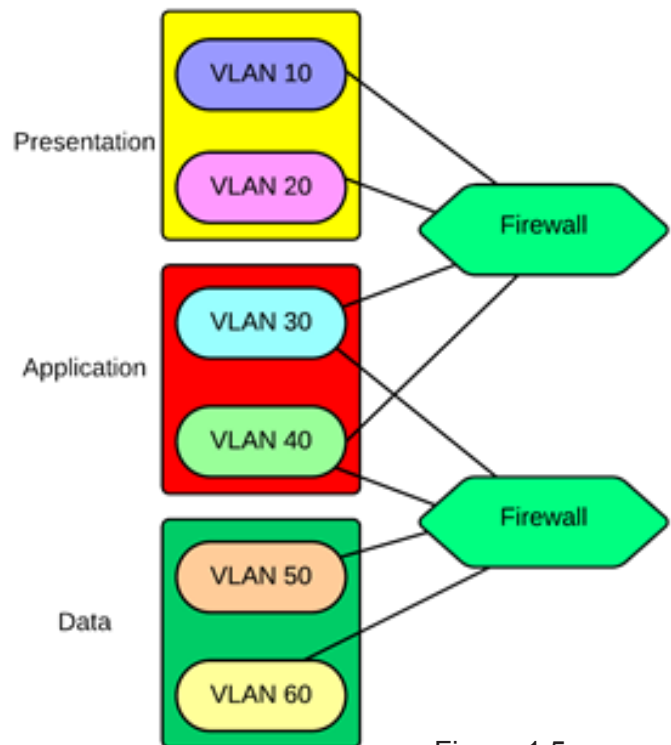 VLAN 10
Presentation
VLAN 20
Firewall
VLAN 30
Application
VLAN 40
Firewall
VLAN 50
Data
VLAN 60